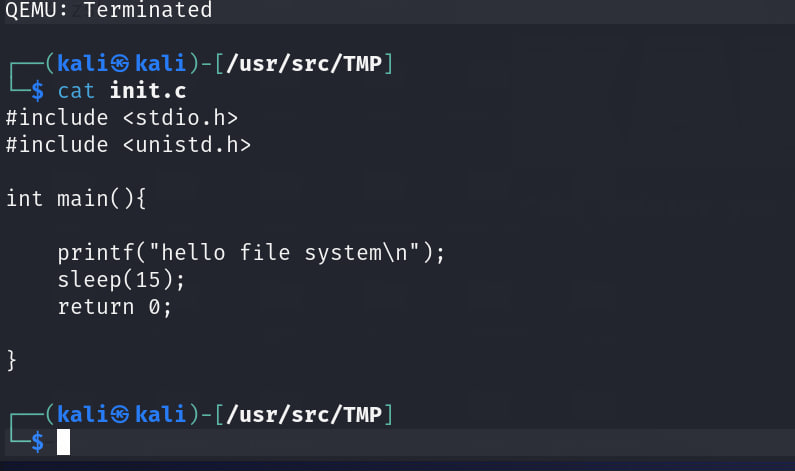 QEMU: Terminated
┌──(kali㉿kali)-[/usr/src/TMP]
└─$ cat init.c
#include <stdio.h>
#include <unistd.h>
int main(){
    printf("hello file system\n");
    sleep(15);
    return 0;
}
┌──(kali㉿kali)-[/usr/src/TMP]
└─$